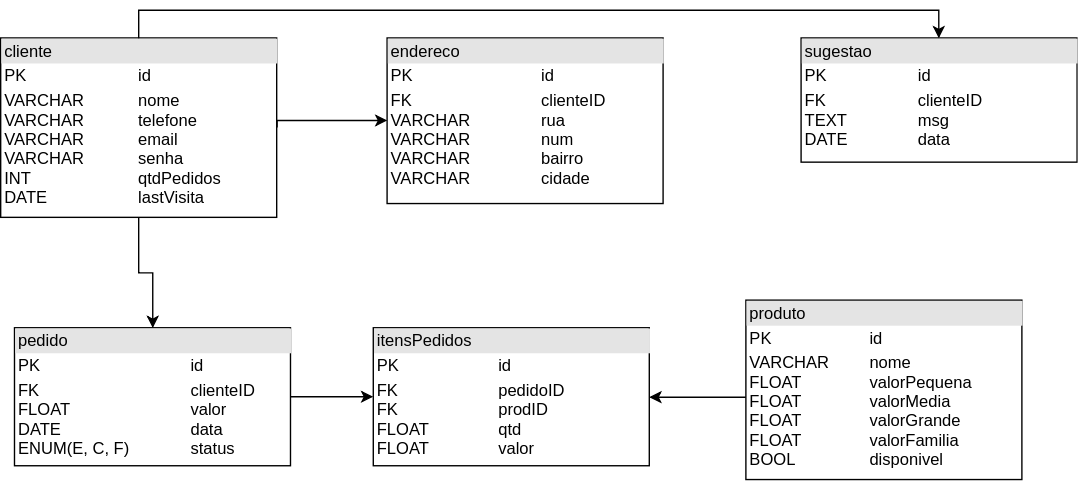 cliente
PK id
VARCHAR nome
VARCHAR telefone
VARCHAR email
VARCHAR senha
INT qtdPedidos
DATE lastVisita
endereco
PK id
FK clienteID
VARCHAR rua
VARCHAR num
VARCHAR bairro
VARCHAR cidade
sugestao
PK id
FK clienteID
TEXT msg
DATE data
pedido
PK id
FK clienteID
FLOAT valor
DATE data
ENUM(E, C, F) status
itensPedidos
PK id
FK pedidoID
FK prodID
FLOAT qtd
FLOAT valor
produto
PK id
VARCHAR nome
FLOAT valorPequena
FLOAT valorMedia
FLOAT valorGrande
FLOAT valorFamilia
BOOL disponivel